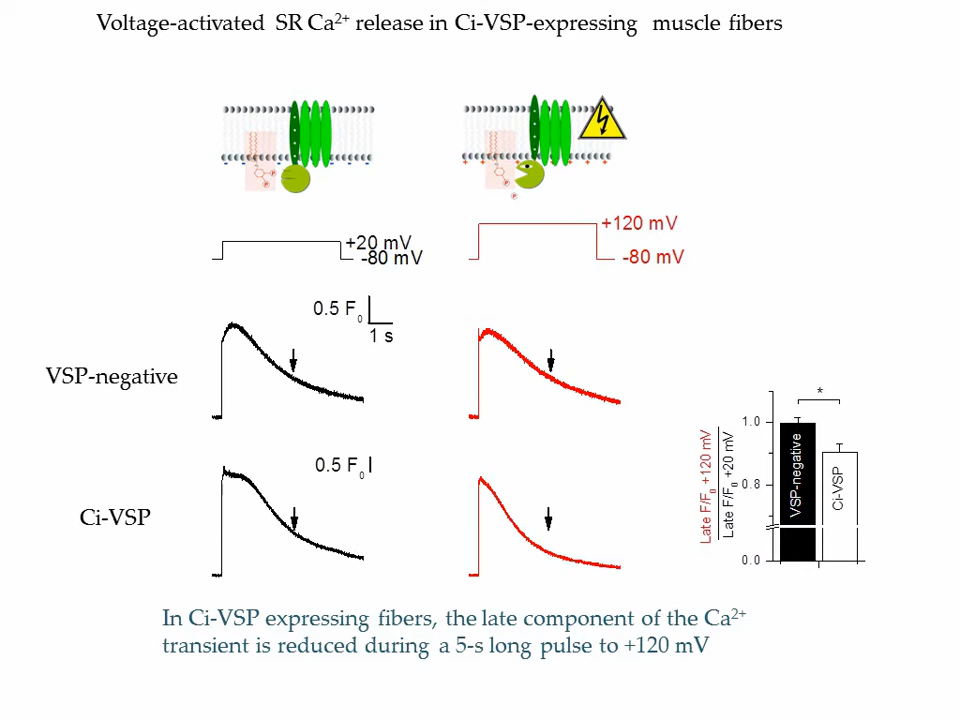 Voltage-activated SR Ca²⁺ release in Ci-VSP-expressing muscle fibers
P
P
P
P
+20 mV
-80 mV
+120 mV
-80 mV
0.5 F₀
1 s
VSP-negative
0.5 F₀
Ci-VSP
Late F/F₀ +120 mV
Late F/F₀ +20 mV
1.0
0.8
0.0
*
VSP-negative
Ci-VSP
In Ci-VSP expressing fibers, the late component of the Ca²⁺
transient is reduced during a 5-s long pulse to +120 mV